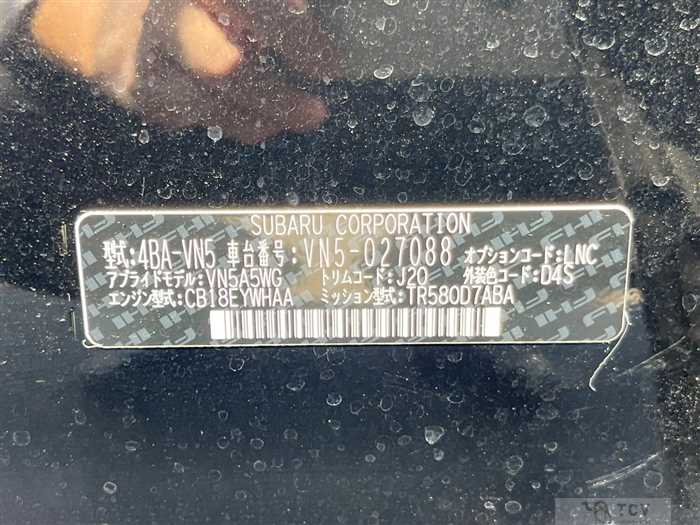 SUBARU CORPORATION
型式:4BA-VN5 車台番号:VN5-027088 オプションコード:LNC
アプライドモデル:VN5A5WG トリムコード:J20 外装色コード:D4S
エンジン型式:CB18EYWHAA ミッション型式:TR580D7ABA
TCV